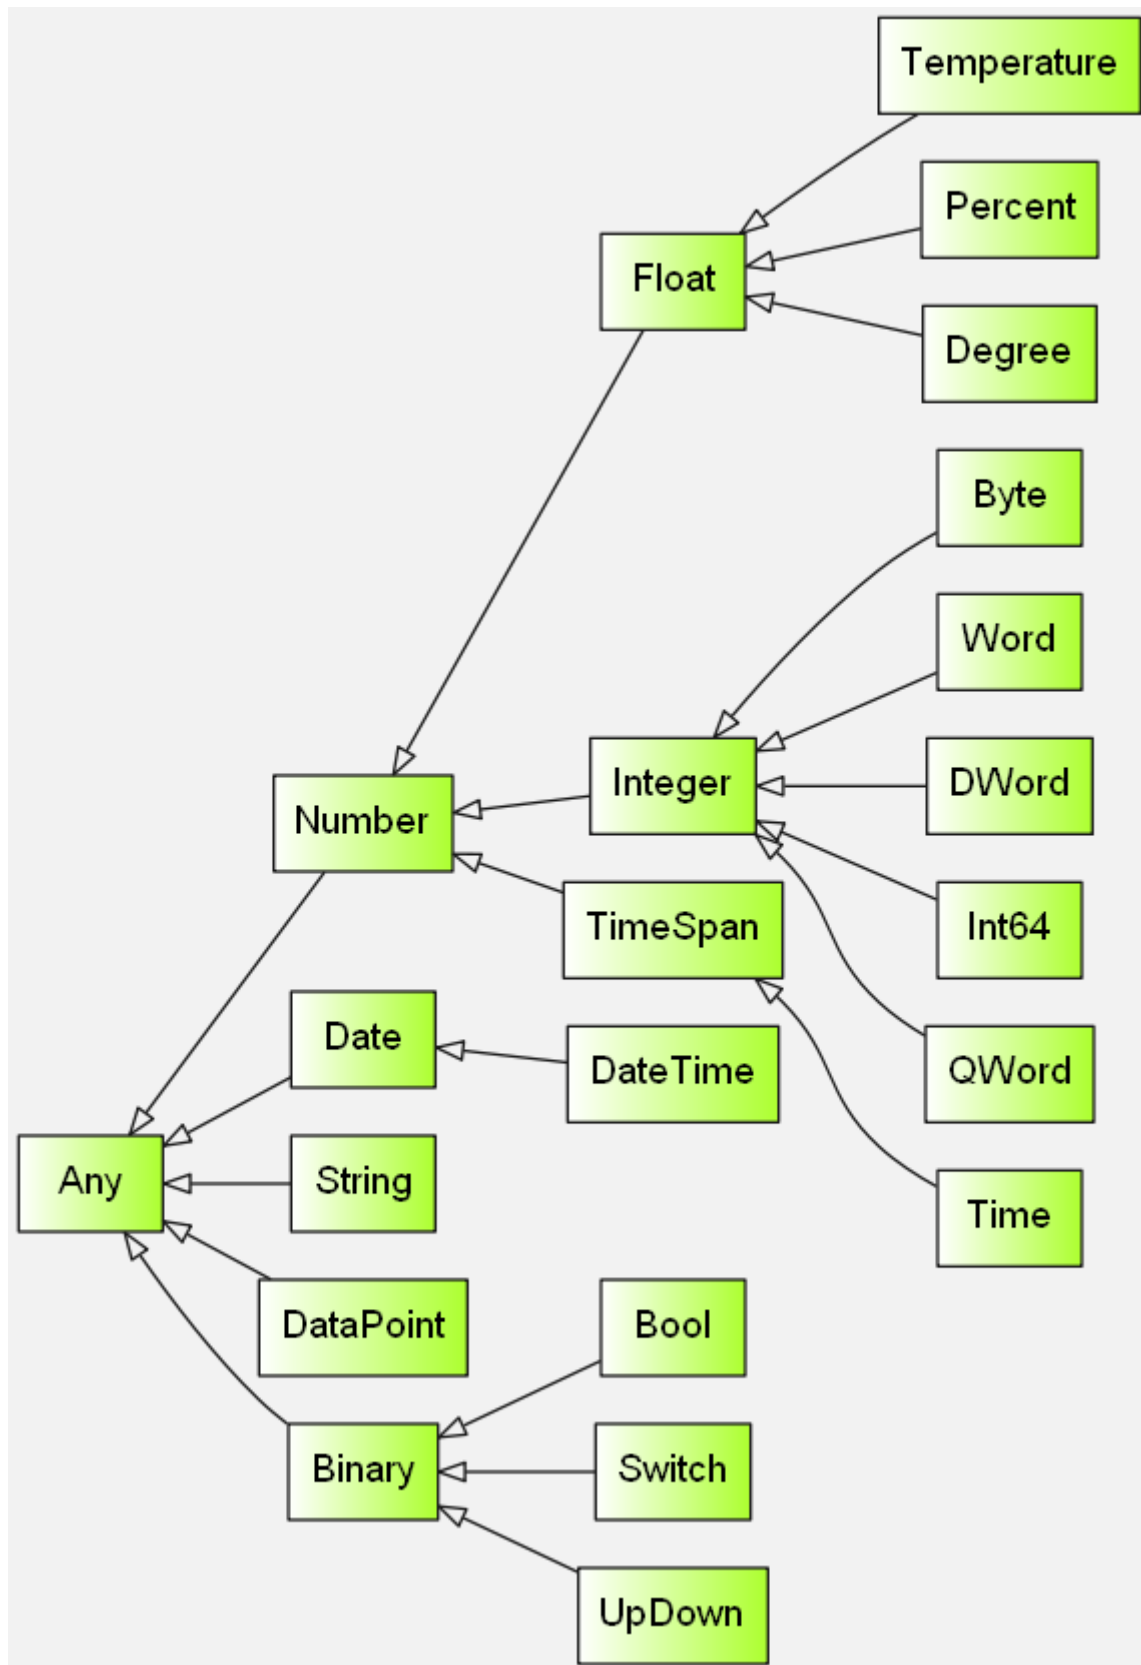 Temperature
Percent
Float
Degree
Byte
Word
Integer
DWord
Number
TimeSpan
Int64
Date
DateTime
QWord
Any
String
Time
DataPoint
Bool
Binary
Switch
UpDown